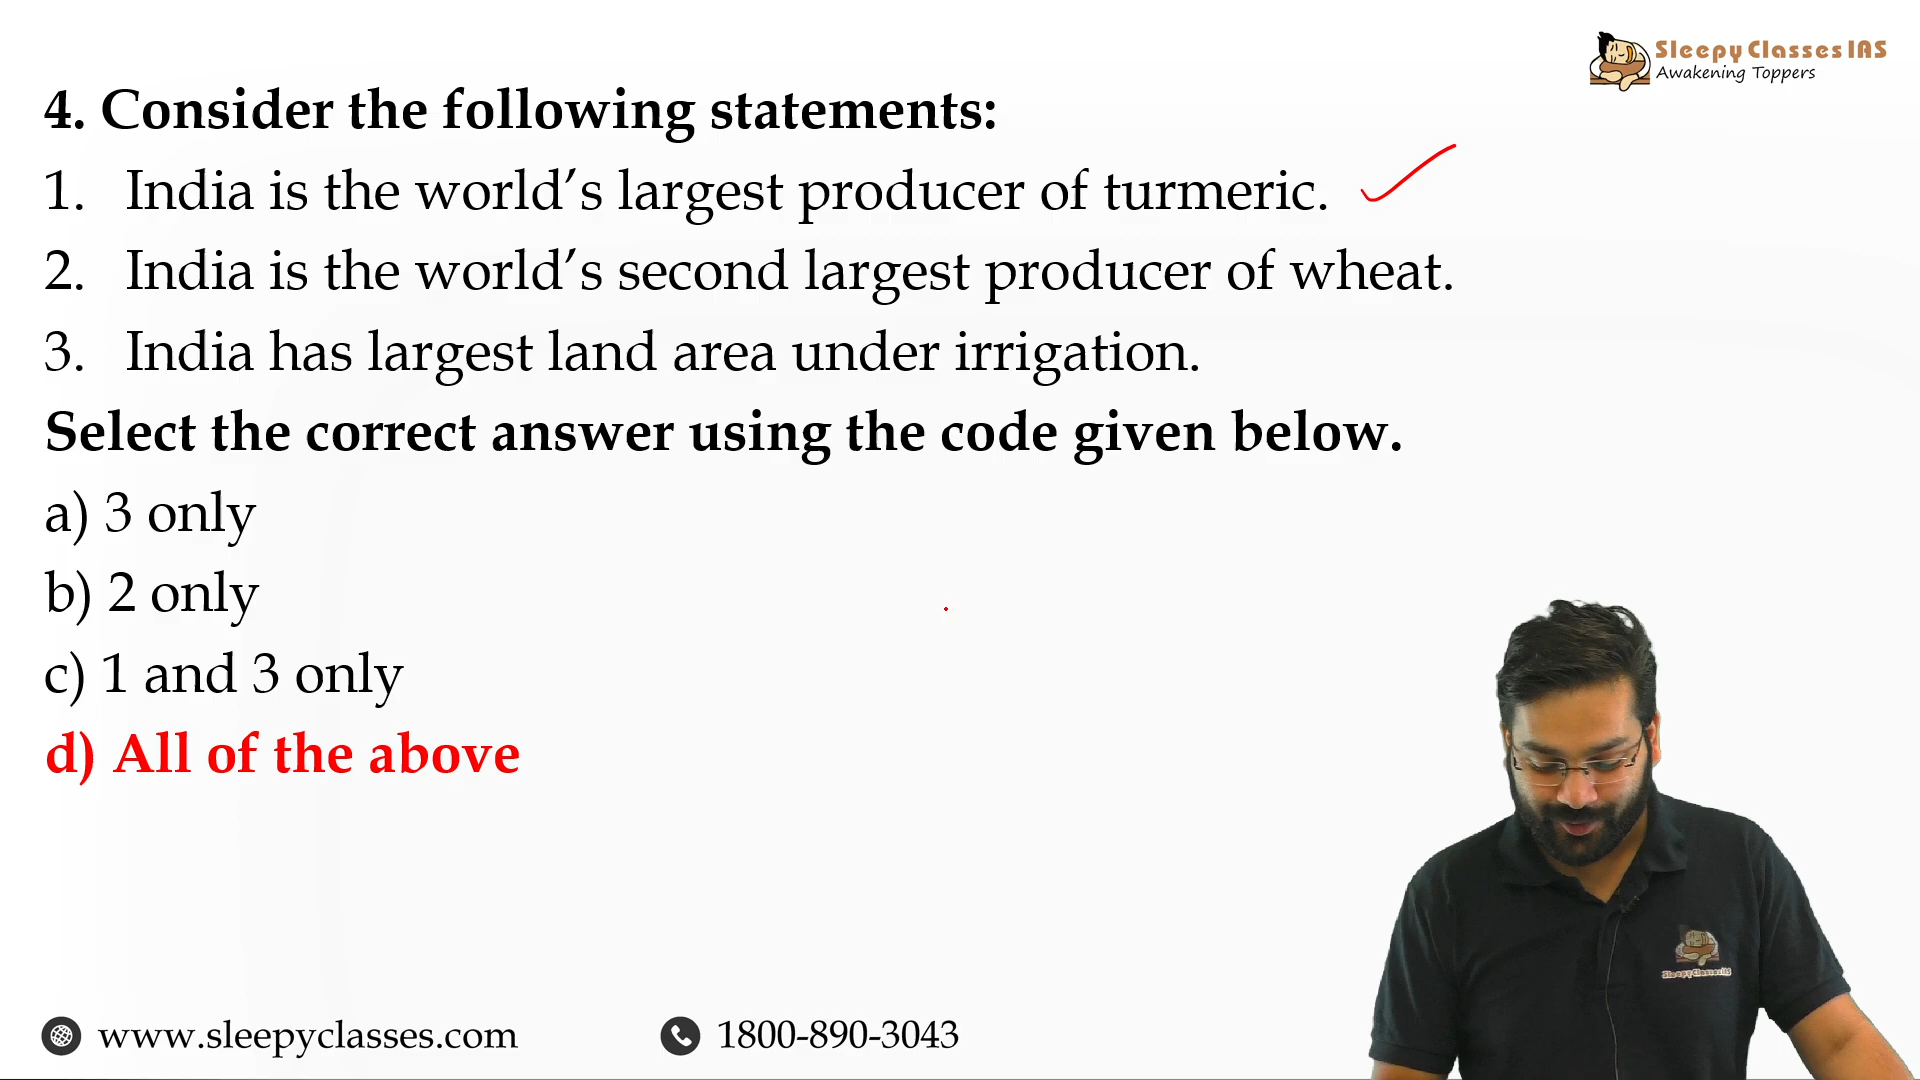 Sleepy Classes IAS
Awakening Toppers
4. Consider the following statements:
1. India is the world’s largest producer of turmeric.
2. India is the world’s second largest producer of wheat.
3. India has largest land area under irrigation.
Select the correct answer using the code given below.
a) 3 only
b) 2 only
c) 1 and 3 only
d) All of the above
Sleepy Classes IAS
www.sleepyclasses.com
1800-890-3043